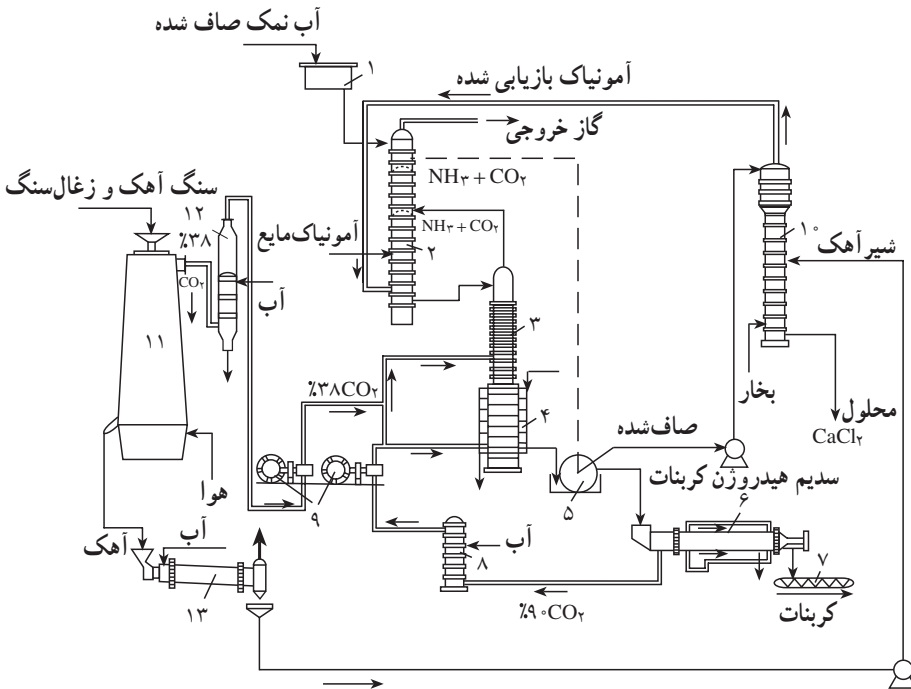 آب نمک صاف شده
۱
آمونیاک بازیابی شده
گاز خروجی
NH۳ + CO۲
سنگ آهک و زغال‌سنگ
۱۲
٪۳۸
CO۲
آمونیاک‌مایع
NH۳ + CO۲
۲
۱۰
شیرآهک
آب
۱۱
۳
٪۳۸CO۲
بخار
محلول
CaCl۲
۴
صاف‌شده
هوا
۹
۵
سدیم هیدروژن کربنات
۶
آب
آهک
آب
۸
۷
۱۳
٪۹۰CO۲
کربنات